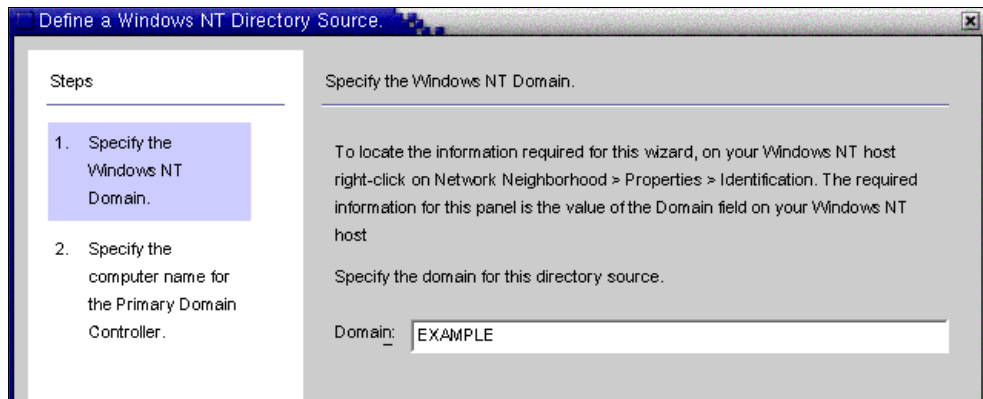 Define a Windows NT Directory Source.
Steps
1. Specify the
Windows NT
Domain.
2. Specify the
computer name for
the Primary Domain
Controller.
Specify the Windows NT Domain.
To locate the information required for this wizard, on your Windows NT host
right-click on Network Neighborhood > Properties > Identification. The required
information for this panel is the value of the Domain field on your Windows NT
host
Specify the domain for this directory source.
Domain: EXAMPLE